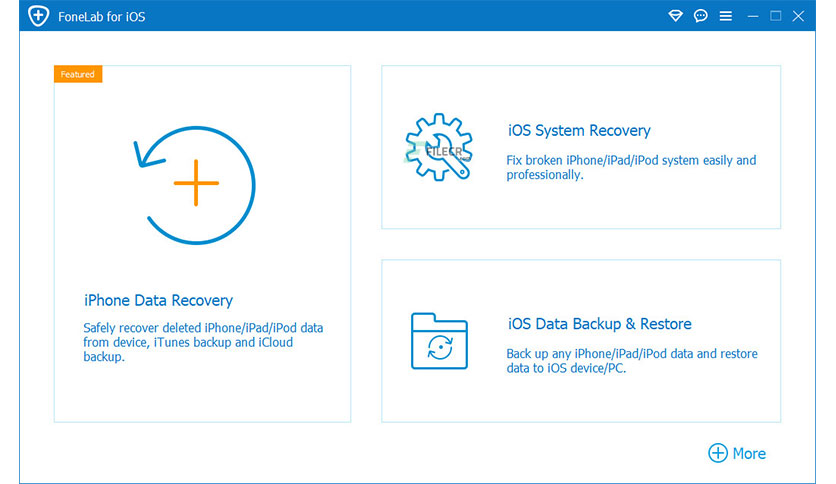 FoneLab for iOS
Featured
iPhone Data Recovery
Safely recover deleted iPhone/iPad/iPod data
from device, iTunes backup and iCloud
backup.
iOS System Recovery
Fix broken iPhone/iPad/iPod system easily and
professionally.
FILECR
.com
iOS Data Backup & Restore
Back up any iPhone/iPad/iPod data and restore
data to iOS device/PC.
More